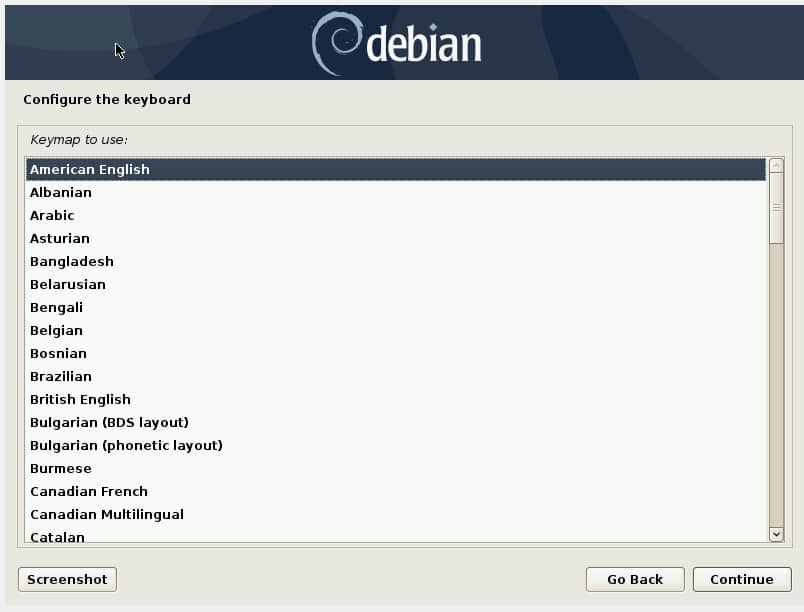 debian
Configure the keyboard
Keymap to use:
American English
Albanian
Arabic
Asturian
Bangladesh
Belarusian
Bengali
Belgian
Bosnian
Brazilian
British English
Bulgarian (BDS layout)
Bulgarian (phonetic layout)
Burmese
Canadian French
Canadian Multilingual
Catalan
Screenshot
Go Back
Continue